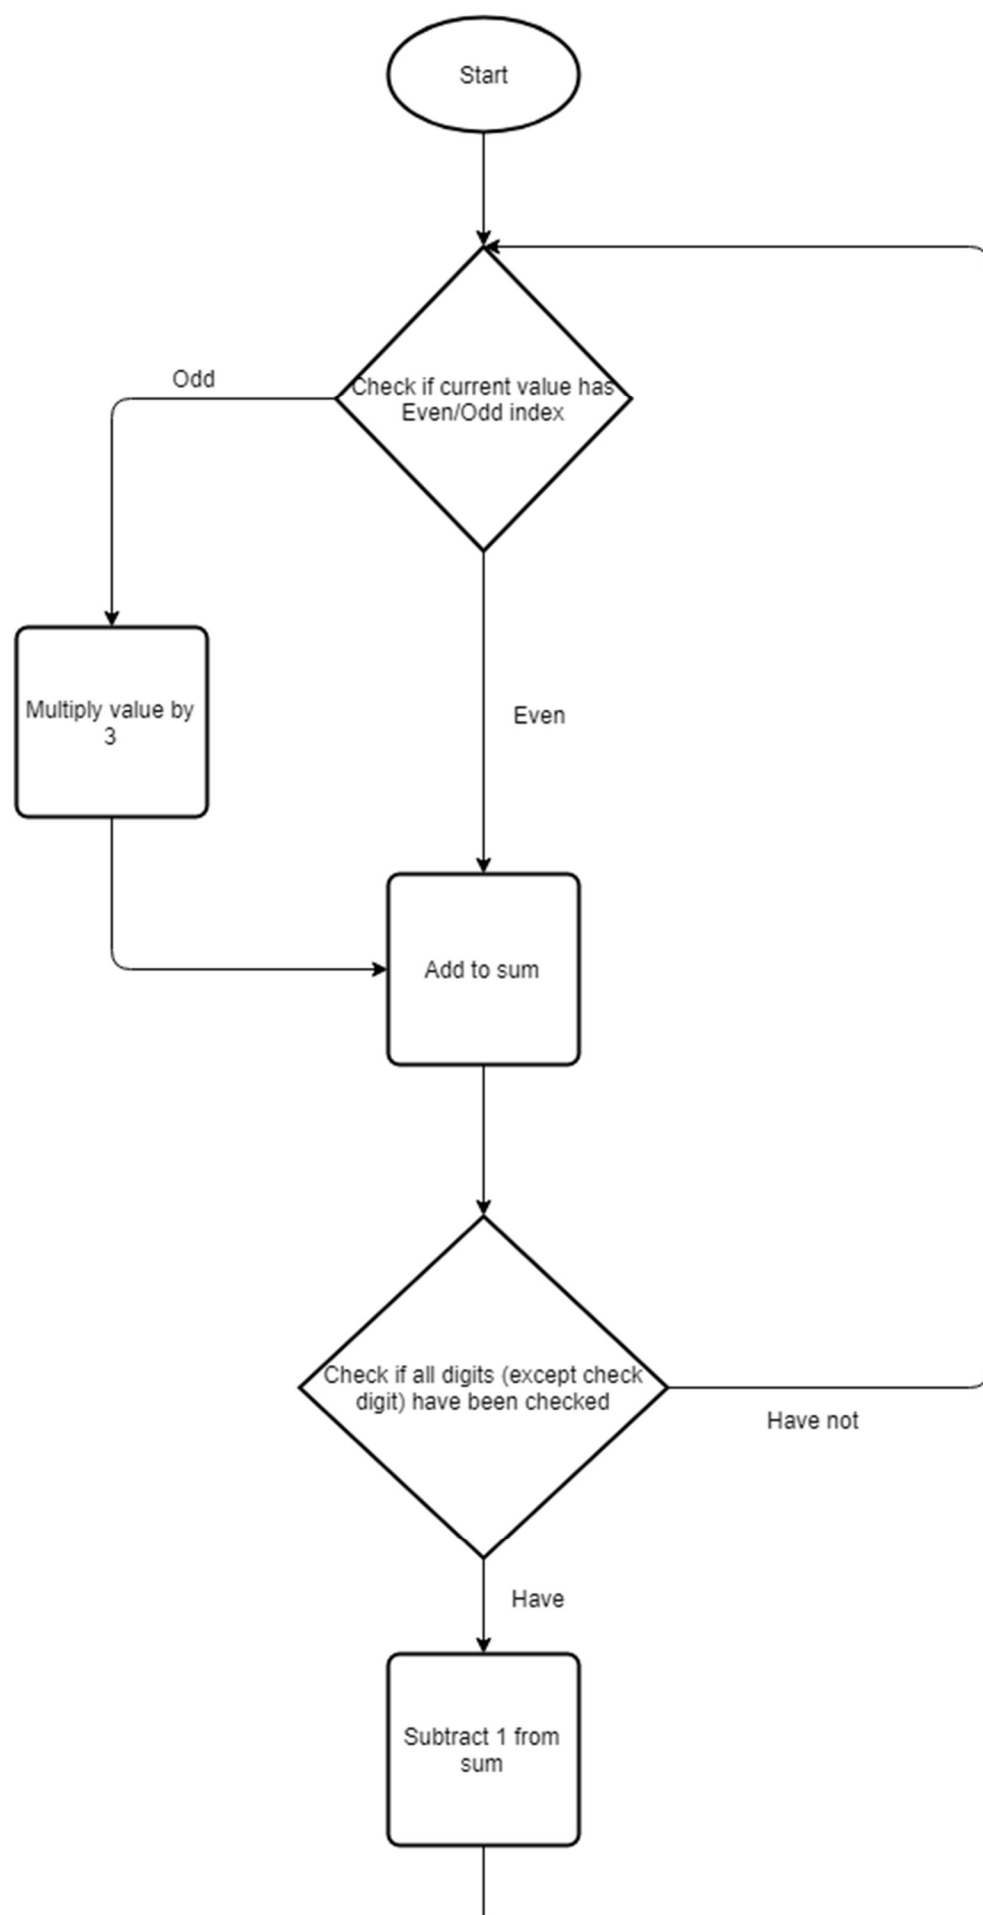 Start
Check if current value has
Even/Odd index
Odd
Multiply value by
3
Even
Add to sum
Check if all digits (except check
digit) have been checked
Have not
Have
Subtract 1 from
sum